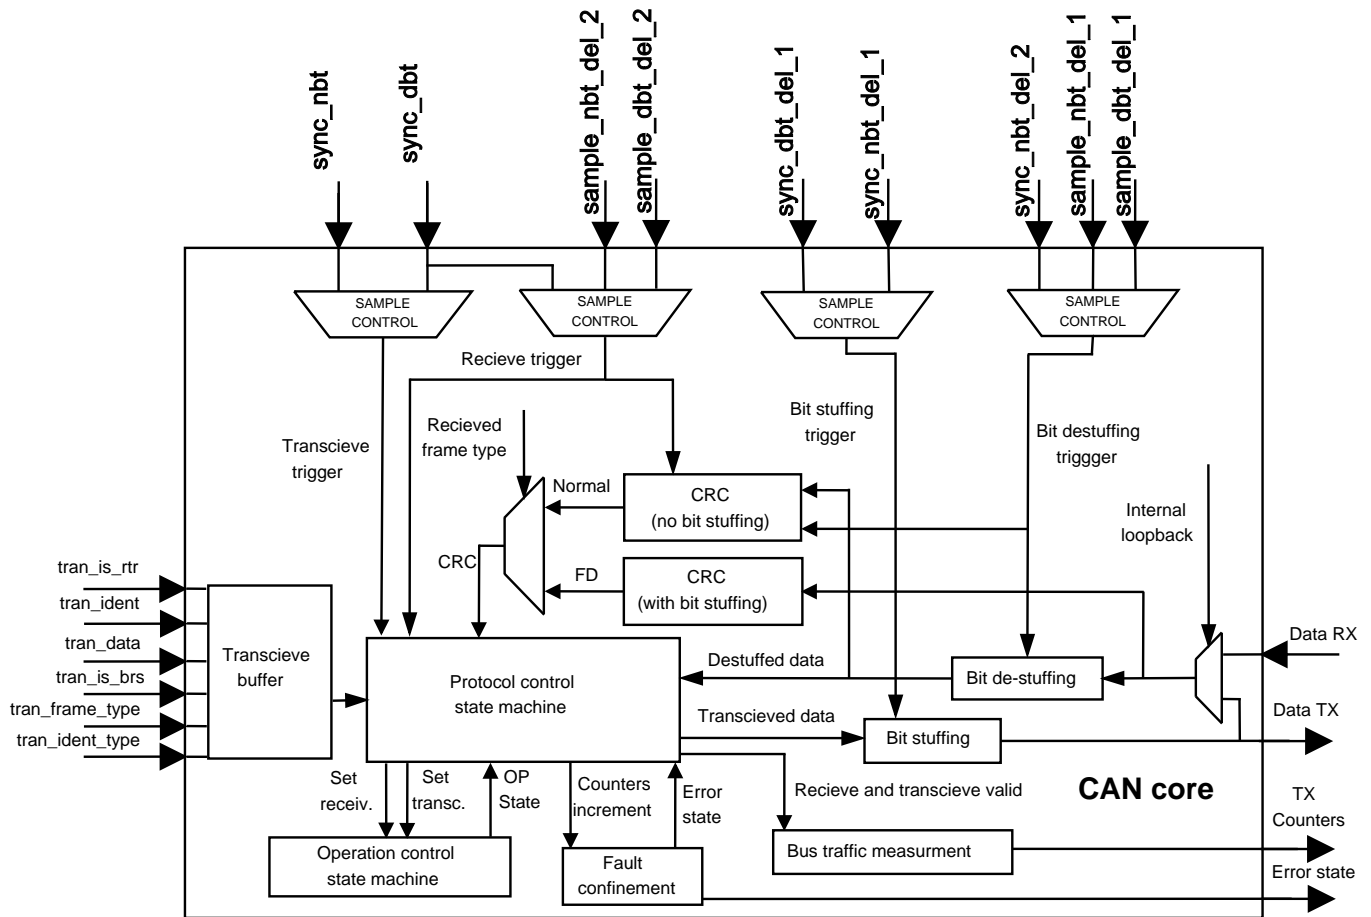 sync_nbt
sync_dbt
sample_nbt_del_2
sample_dbt_del_2
sync_dbt_del_1
sync_nbt_del_1
sync_nbt_del_2
sample_nbt_del_1
sample_dbt_del_1
SAMPLE
CONTROL
SAMPLE
CONTROL
SAMPLE
CONTROL
SAMPLE
CONTROL
Recieve trigger
Transcieve
trigger
Recieved
frame type
Bit stuffing
trigger
Bit destuffing
triggger
Internal
loopback
Normal
CRC
(no bit stuffing)
CRC
FD
CRC
(with bit stuffing)
tran_is_rtr
tran_ident
tran_data
tran_is_brs
tran_frame_type
tran_ident_type
Transcieve
buffer
Protocol control
state machine
Destuffed data
Bit de-stuffing
Data RX
Transcieved data
Bit stuffing
Data TX
Set
receiv.
Set
transc.
OP
State
Counters
increment
Error
state
Recieve and transcieve valid
CAN core
TX
Counters
Operation control
state machine
Fault
confinement
Bus traffic measurment
Error state